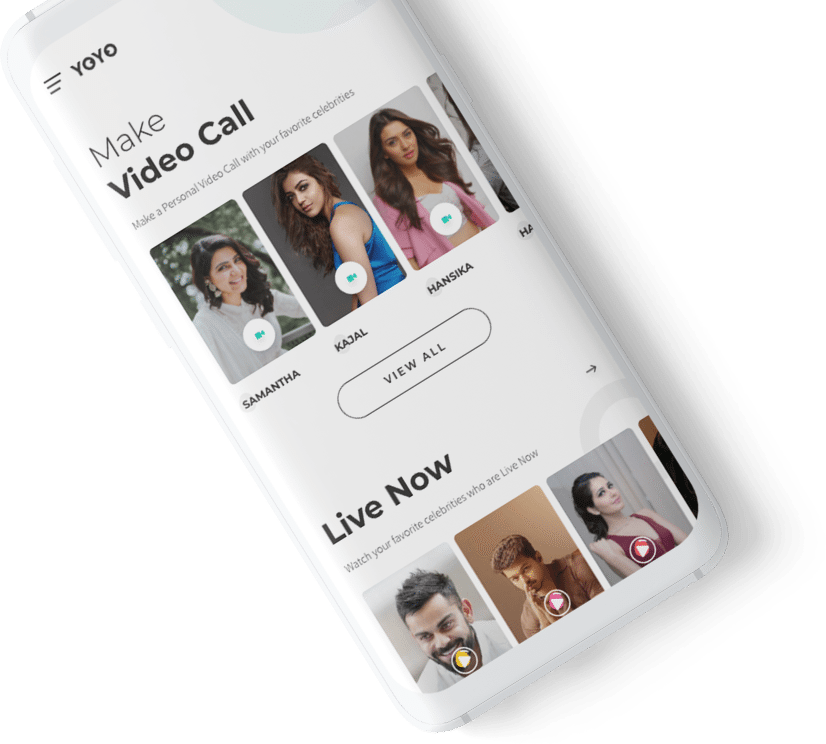 YOYO
Make
Video Call
Make a Personal Video Call with your favorite celebrities
SAMANTHA
KAJAL
HANSIKA
HA
VIEW ALL
Live Now
Watch your favorite celebrities who are Live Now